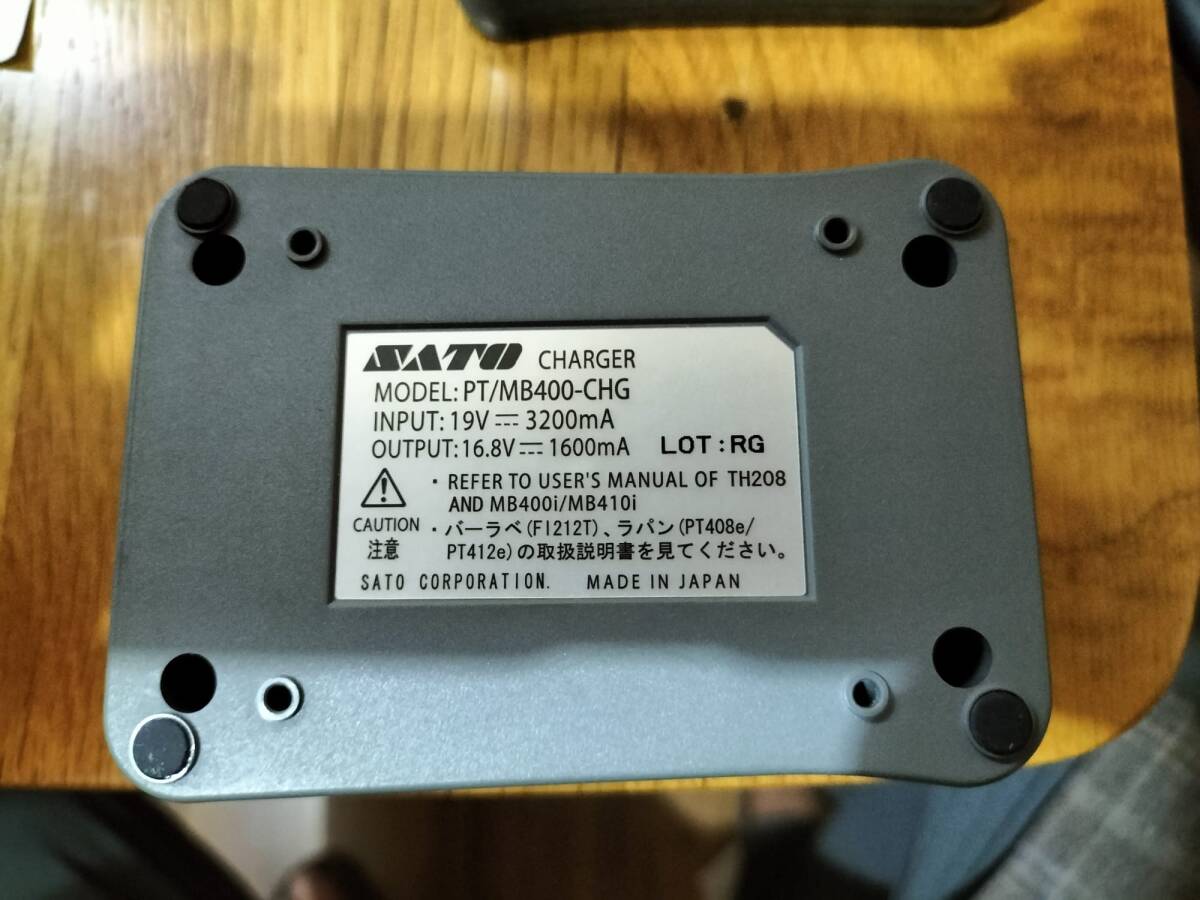 SATO CHARGER
MODEL: PT/MB400-CHG
INPUT: 19V ⎓ 3200mA
OUTPUT: 16.8V ⎓ 1600mA LOT : RG
・REFER TO USER'S MANUAL OF TH208
AND MB400i/MB410i
CAUTION
注意
・バーラベ(FI212T)、ラパン(PT408e/
PT412e)の取扱説明書を見てください。
SATO CORPORATION. MADE IN JAPAN